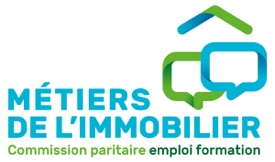 MÉTIERS
DE L'IMMOBILIER
Commission paritaire emploi formation